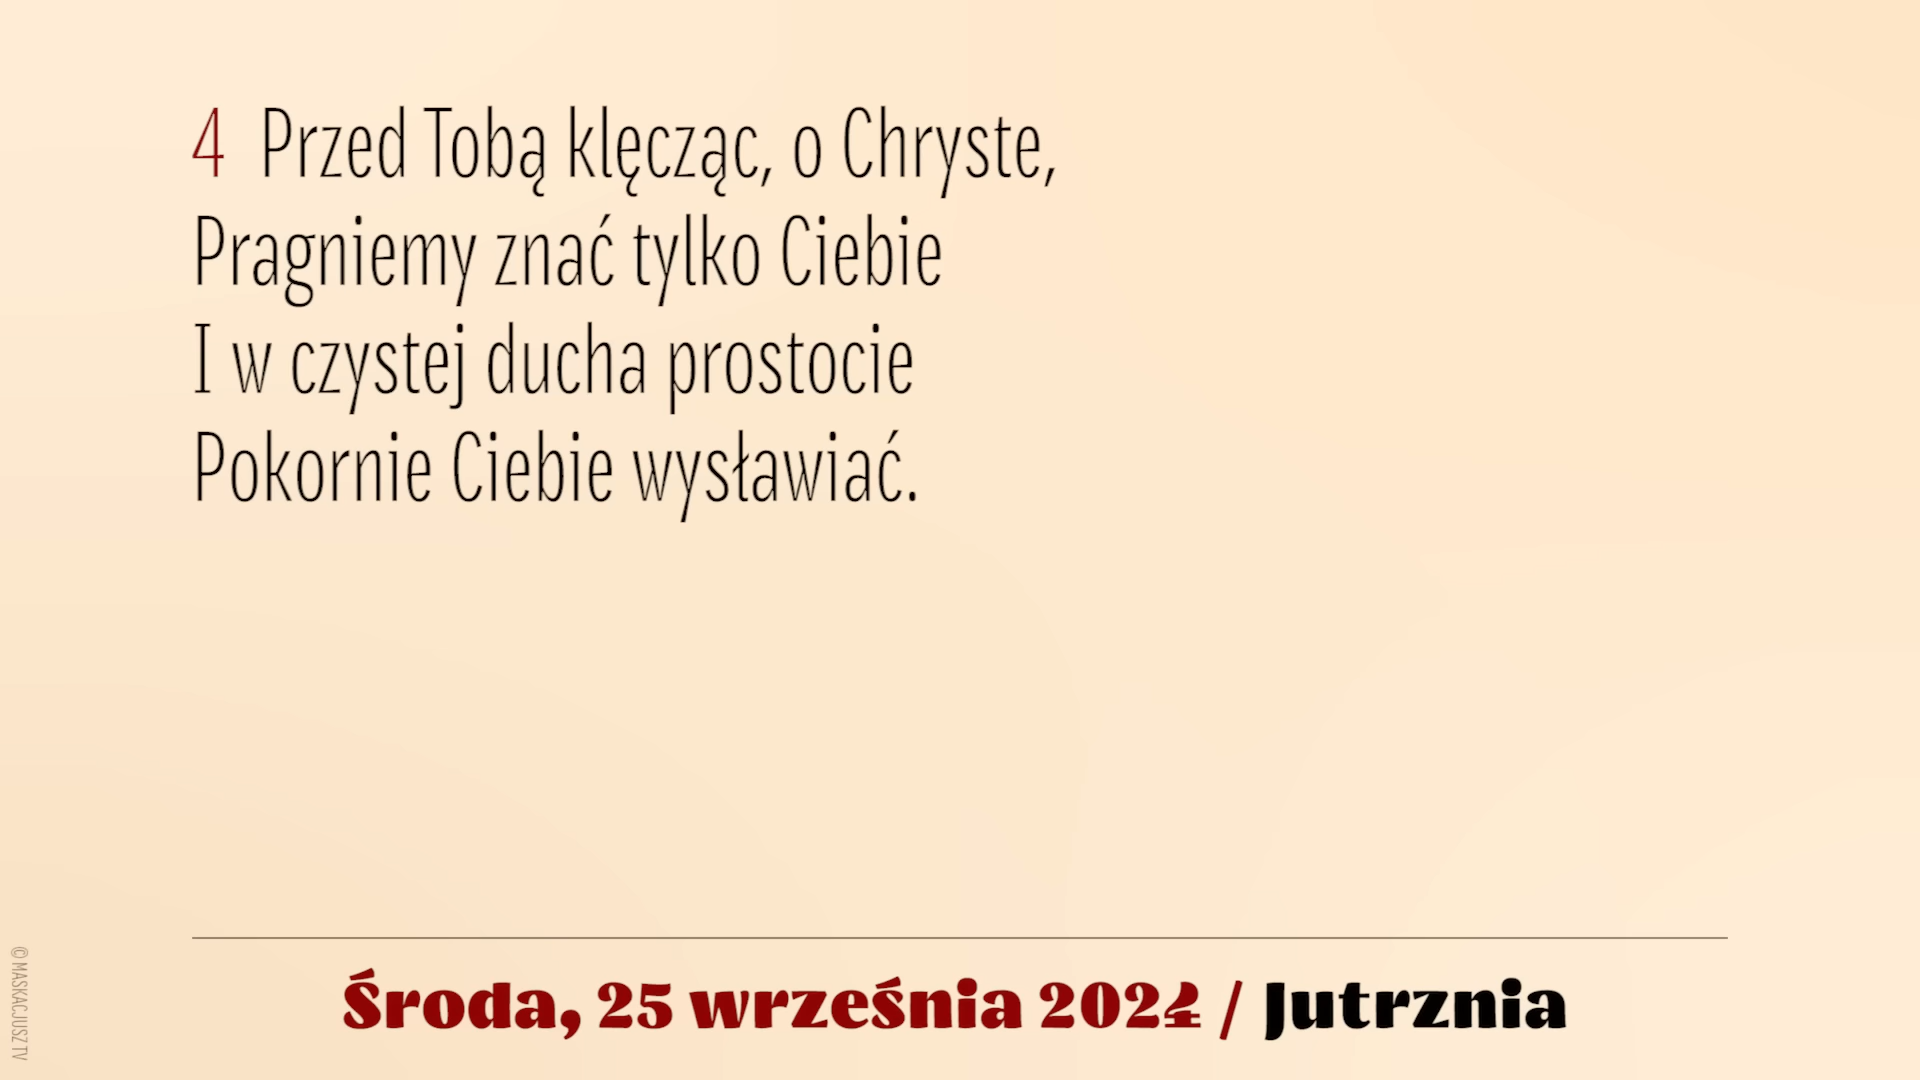 4 Przed Tobą klęcząc, o Chryste,
Pragniemy znać tylko Ciebie
I w czystej ducha prostocie
Pokornie Ciebie wysławiać.
© MASKACJUSZ TV
Środa, 25 września 2024 / Jutrznia